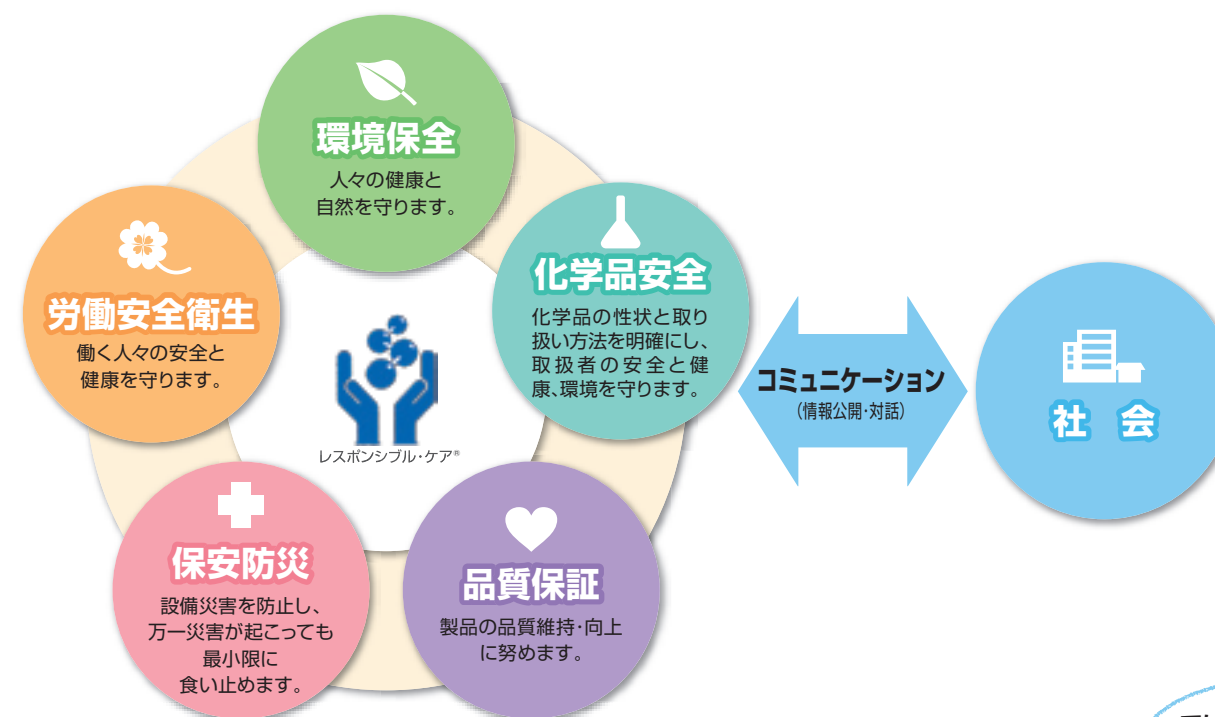 環境保全
人々の健康と
自然を守ります。
労働安全衛生
働く人々の安全と
健康を守ります。
化学品安全
化学品の性状と取り
扱い方法を明確にし、
取扱者の安全と健
康、環境を守ります。
レスポンシブル・ケア®
コミュニケーション
（情報公開・対話）
社 会
保安防災
設備災害を防止し、
万一災害が起こっても
最小限に
食い止めます。
品質保証
製品の品質維持・向上
に努めます。